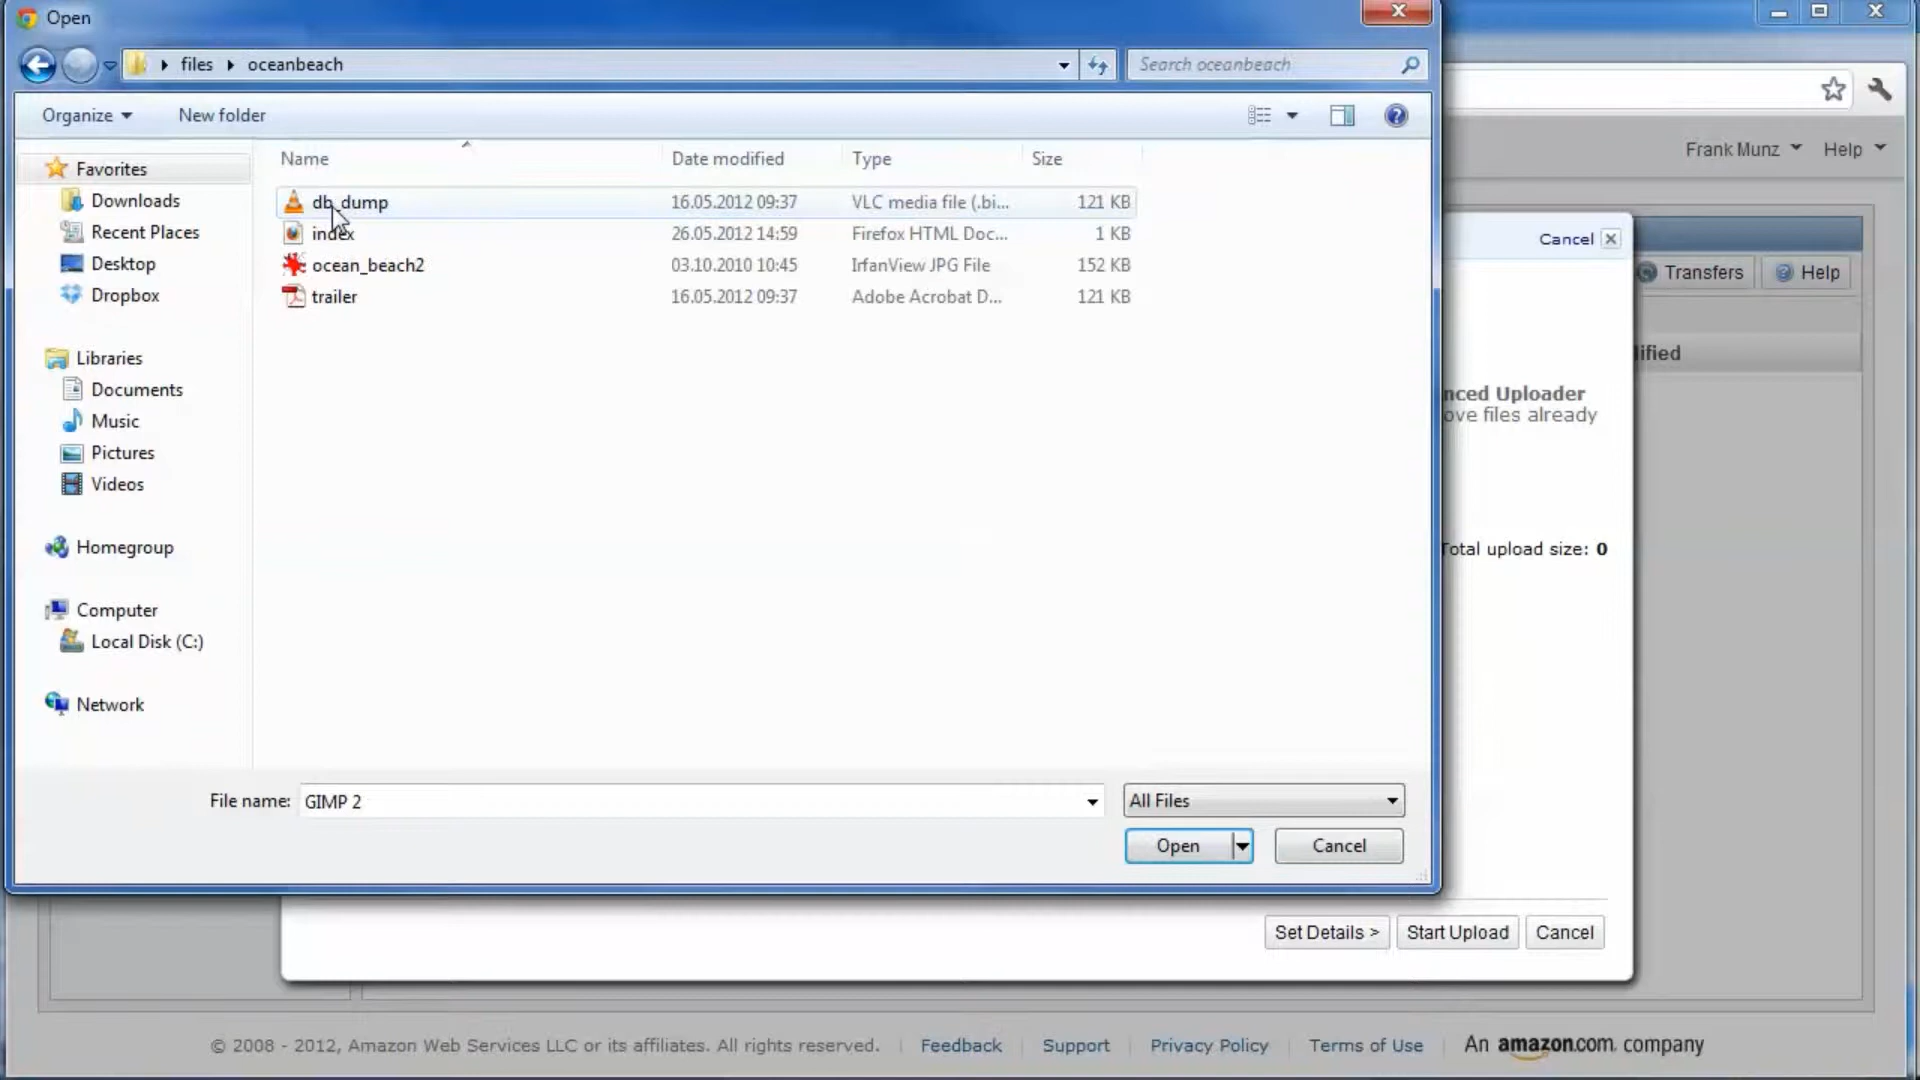 Open
files oceanbeach
Search oceanbeach
Organize New folder
Frank Munz Help
Name Date modified Type Size
Favorites
Downloads
Recent Places
Desktop
Dropbox
Libraries
Documents
Music
Pictures
Videos
Homegroup
Computer
Local Disk (C:)
Network
db_dump 16.05.2012 09:37 VLC media file (.bi... 121 KB
index 26.05.2012 14:59 Firefox HTML Doc... 1 KB
ocean_beach2 03.10.2010 10:45 IrfanView JPG File 152 KB
trailer 16.05.2012 09:37 Adobe Acrobat D... 121 KB
Cancel
Transfers Help
ified
nced Uploader
ove files already
Total upload size: 0
File name: GIMP 2 All Files
Open Cancel
Set Details > Start Upload Cancel
© 2008 - 2012, Amazon Web Services LLC or its affiliates. All rights reserved. | Feedback | Support | Privacy Policy | Terms of Use | An amazon.com. company